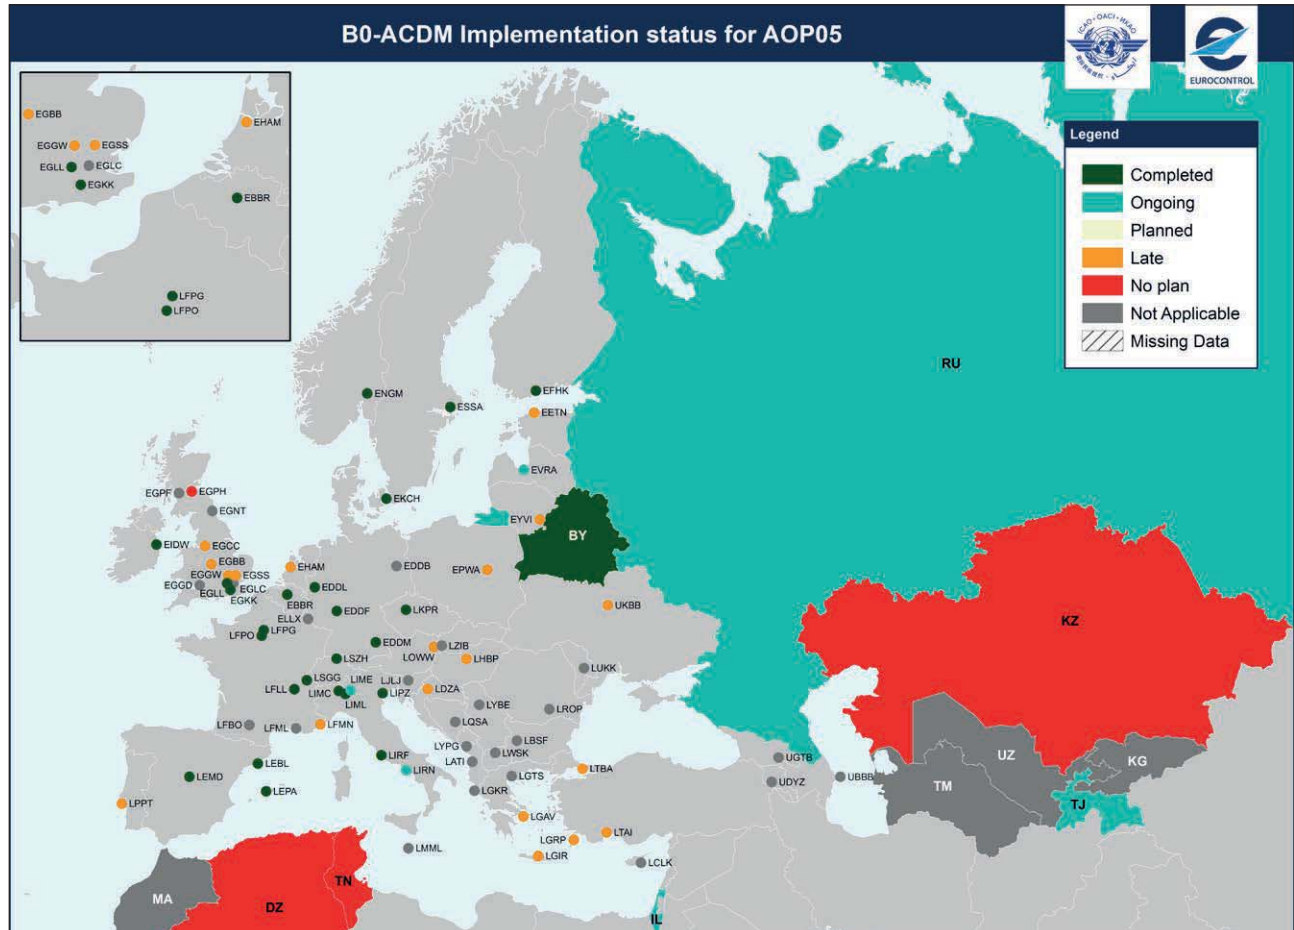 B0-ACDM Implementation status for AOP05
ICAO · OACI · ИКАО
EUROCONTROL
Legend
Completed
Ongoing
Planned
Late
No plan
Not Applicable
Missing Data
EGBB
EHAM
EGGW
EGSS
EGLL
EGLC
EGKK
EBBR
LFPG
LFPO
RU
ENGM
ESSA
EFHK
EETN
EVRA
EGPF
EGPH
EGNT
EKCH
EYVI
BY
EIDW
EGCC
EGBB
EGGW
EGSS
EGGD
EGLL
EGLC
EGKK
EHAM
EDDB
EPWA
EDDL
EBBR
EDDF
LKPR
UKBB
ELLX
LFPG
LFPO
KZ
EDDM
LZIB
LOWW
LSZH
LHBP
LUKK
LSGG
LIME
LJLJ
LFLL
LIMC
LIML
LIPZ
LDZA
LYBE
LROP
LQSA
LFBO
LFML
LFMN
LBSF
LYPG
LWSK
LIRF
LATI
LEBL
LIRN
LGTS
LTBA
UGTB
LEMD
UDYZ
UBBB
UZ
KG
TM
TJ
LEPA
LGKR
LPPT
LGAV
LTAI
LGRP
LMML
LGIR
LCLK
TN
MA
DZ
IL